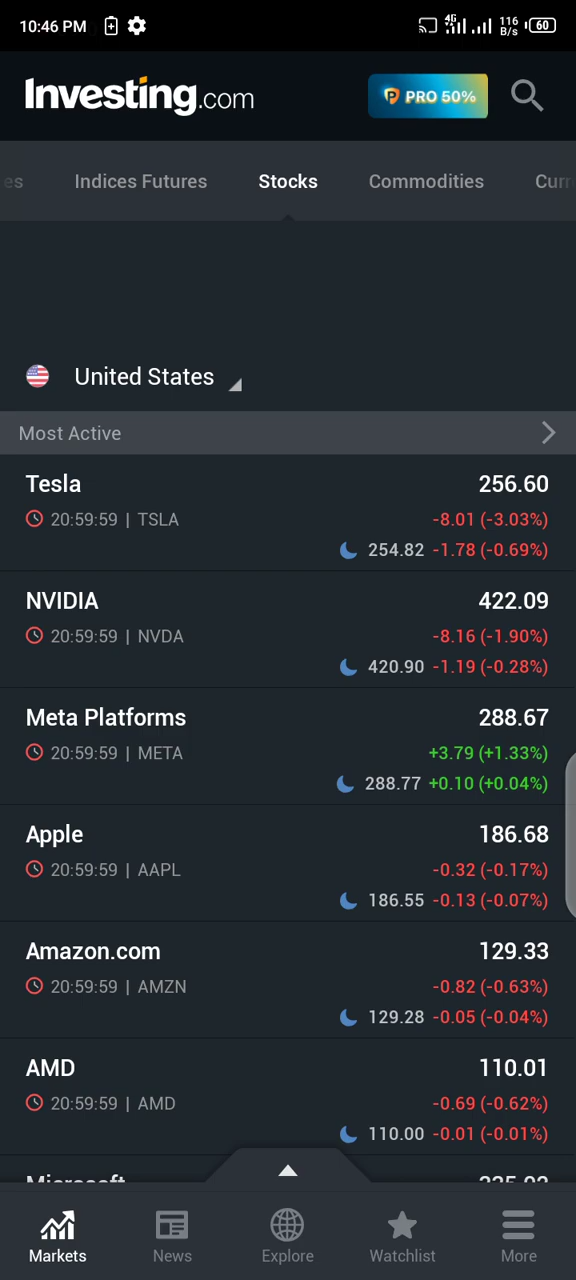 10:46 PM 4G 116 B/s 60
Investing.com PRO 50%
es Indices Futures Stocks Commodities Curr
United States
Most Active
Tesla 256.60
20:59:59 | TSLA -8.01 (-3.03%)
254.82 -1.78 (-0.69%)
NVIDIA 422.09
20:59:59 | NVDA -8.16 (-1.90%)
420.90 -1.19 (-0.28%)
Meta Platforms 288.67
20:59:59 | META +3.79 (+1.33%)
288.77 +0.10 (+0.04%)
Apple 186.68
20:59:59 | AAPL -0.32 (-0.17%)
186.55 -0.13 (-0.07%)
Amazon.com 129.33
20:59:59 | AMZN -0.82 (-0.63%)
129.28 -0.05 (-0.04%)
AMD 110.01
20:59:59 | AMD -0.69 (-0.62%)
110.00 -0.01 (-0.01%)
Microsoft
Markets News Explore Watchlist More